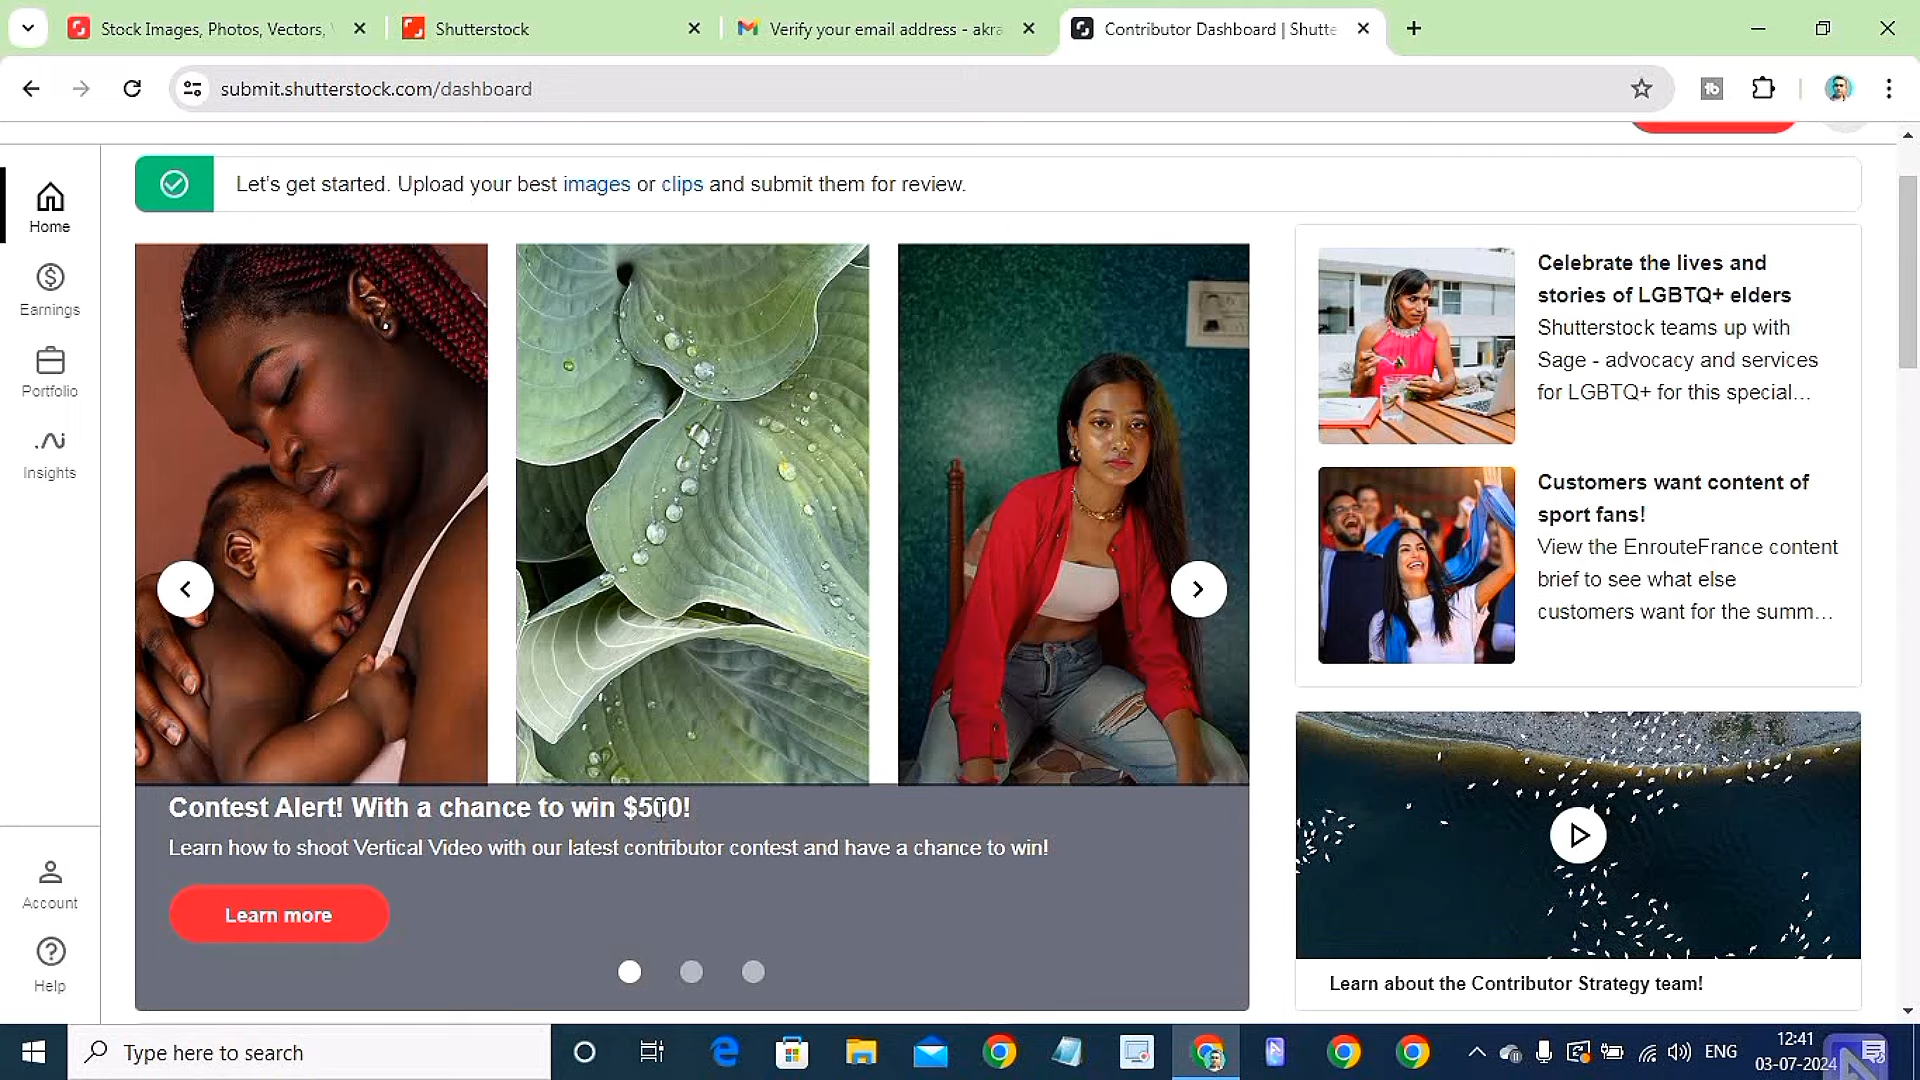 Stock Images, Photos, Vectors,
Shutterstock
Verify your email address - akra
Contributor Dashboard | Shutte
submit.shutterstock.com/dashboard
Let's get started. Upload your best images or clips and submit them for review.
Home
Earnings
Portfolio
Insights
Account
Help
Celebrate the lives and
stories of LGBTQ+ elders
Shutterstock teams up with
Sage - advocacy and services
for LGBTQ+ for this special...
Customers want content of
sport fans!
View the EnrouteFrance content
brief to see what else
customers want for the summ...
Contest Alert! With a chance to win $500!
Learn how to shoot Vertical Video with our latest contributor contest and have a chance to win!
Learn more
Learn about the Contributor Strategy team!
Type here to search
ENG
12:41
03-07-2024